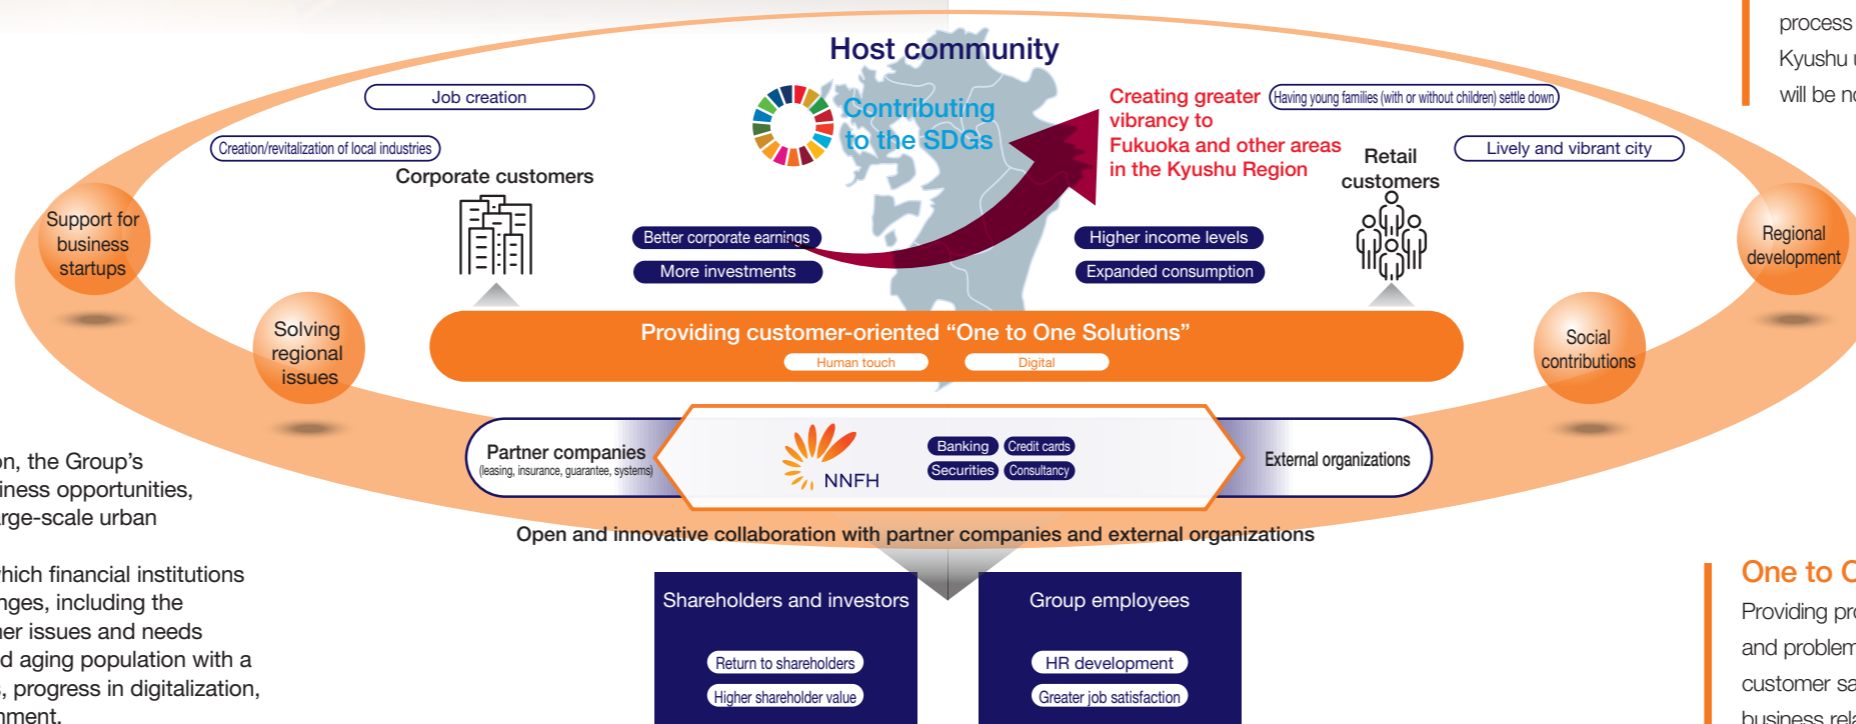 process
Kyushu u
will be no
Host community
Job creation
Contributing
to the SDGs
Creating greater
vibrancy to
Fukuoka and other areas
in the Kyushu Region
Having young families (with or without children) settle down
Creation/revitalization of local industries
Lively and vibrant city
Corporate customers
Retail
customers
Support for
business
startups
Better corporate earnings
More investments
Higher income levels
Expanded consumption
Regional
development
Solving
regional
issues
Providing customer-oriented “One to One Solutions”
Human touch
Digital
Social
contributions
Partner companies
(leasing, insurance, guarantee, systems)
NNFH
Banking
Credit cards
Securities
Consultancy
External organizations
Open and innovative collaboration with partner companies and external organizations
on, the Group’s
iness opportunities,
arge-scale urban
which financial institutions
nges, including the
ner issues and needs
d aging population with a
s, progress in digitalization,
nment.
Shareholders and investors
Return to shareholders
Higher shareholder value
Group employees
HR development
Greater job satisfaction
One to O
Providing pro
and problem
customer sa
business rela